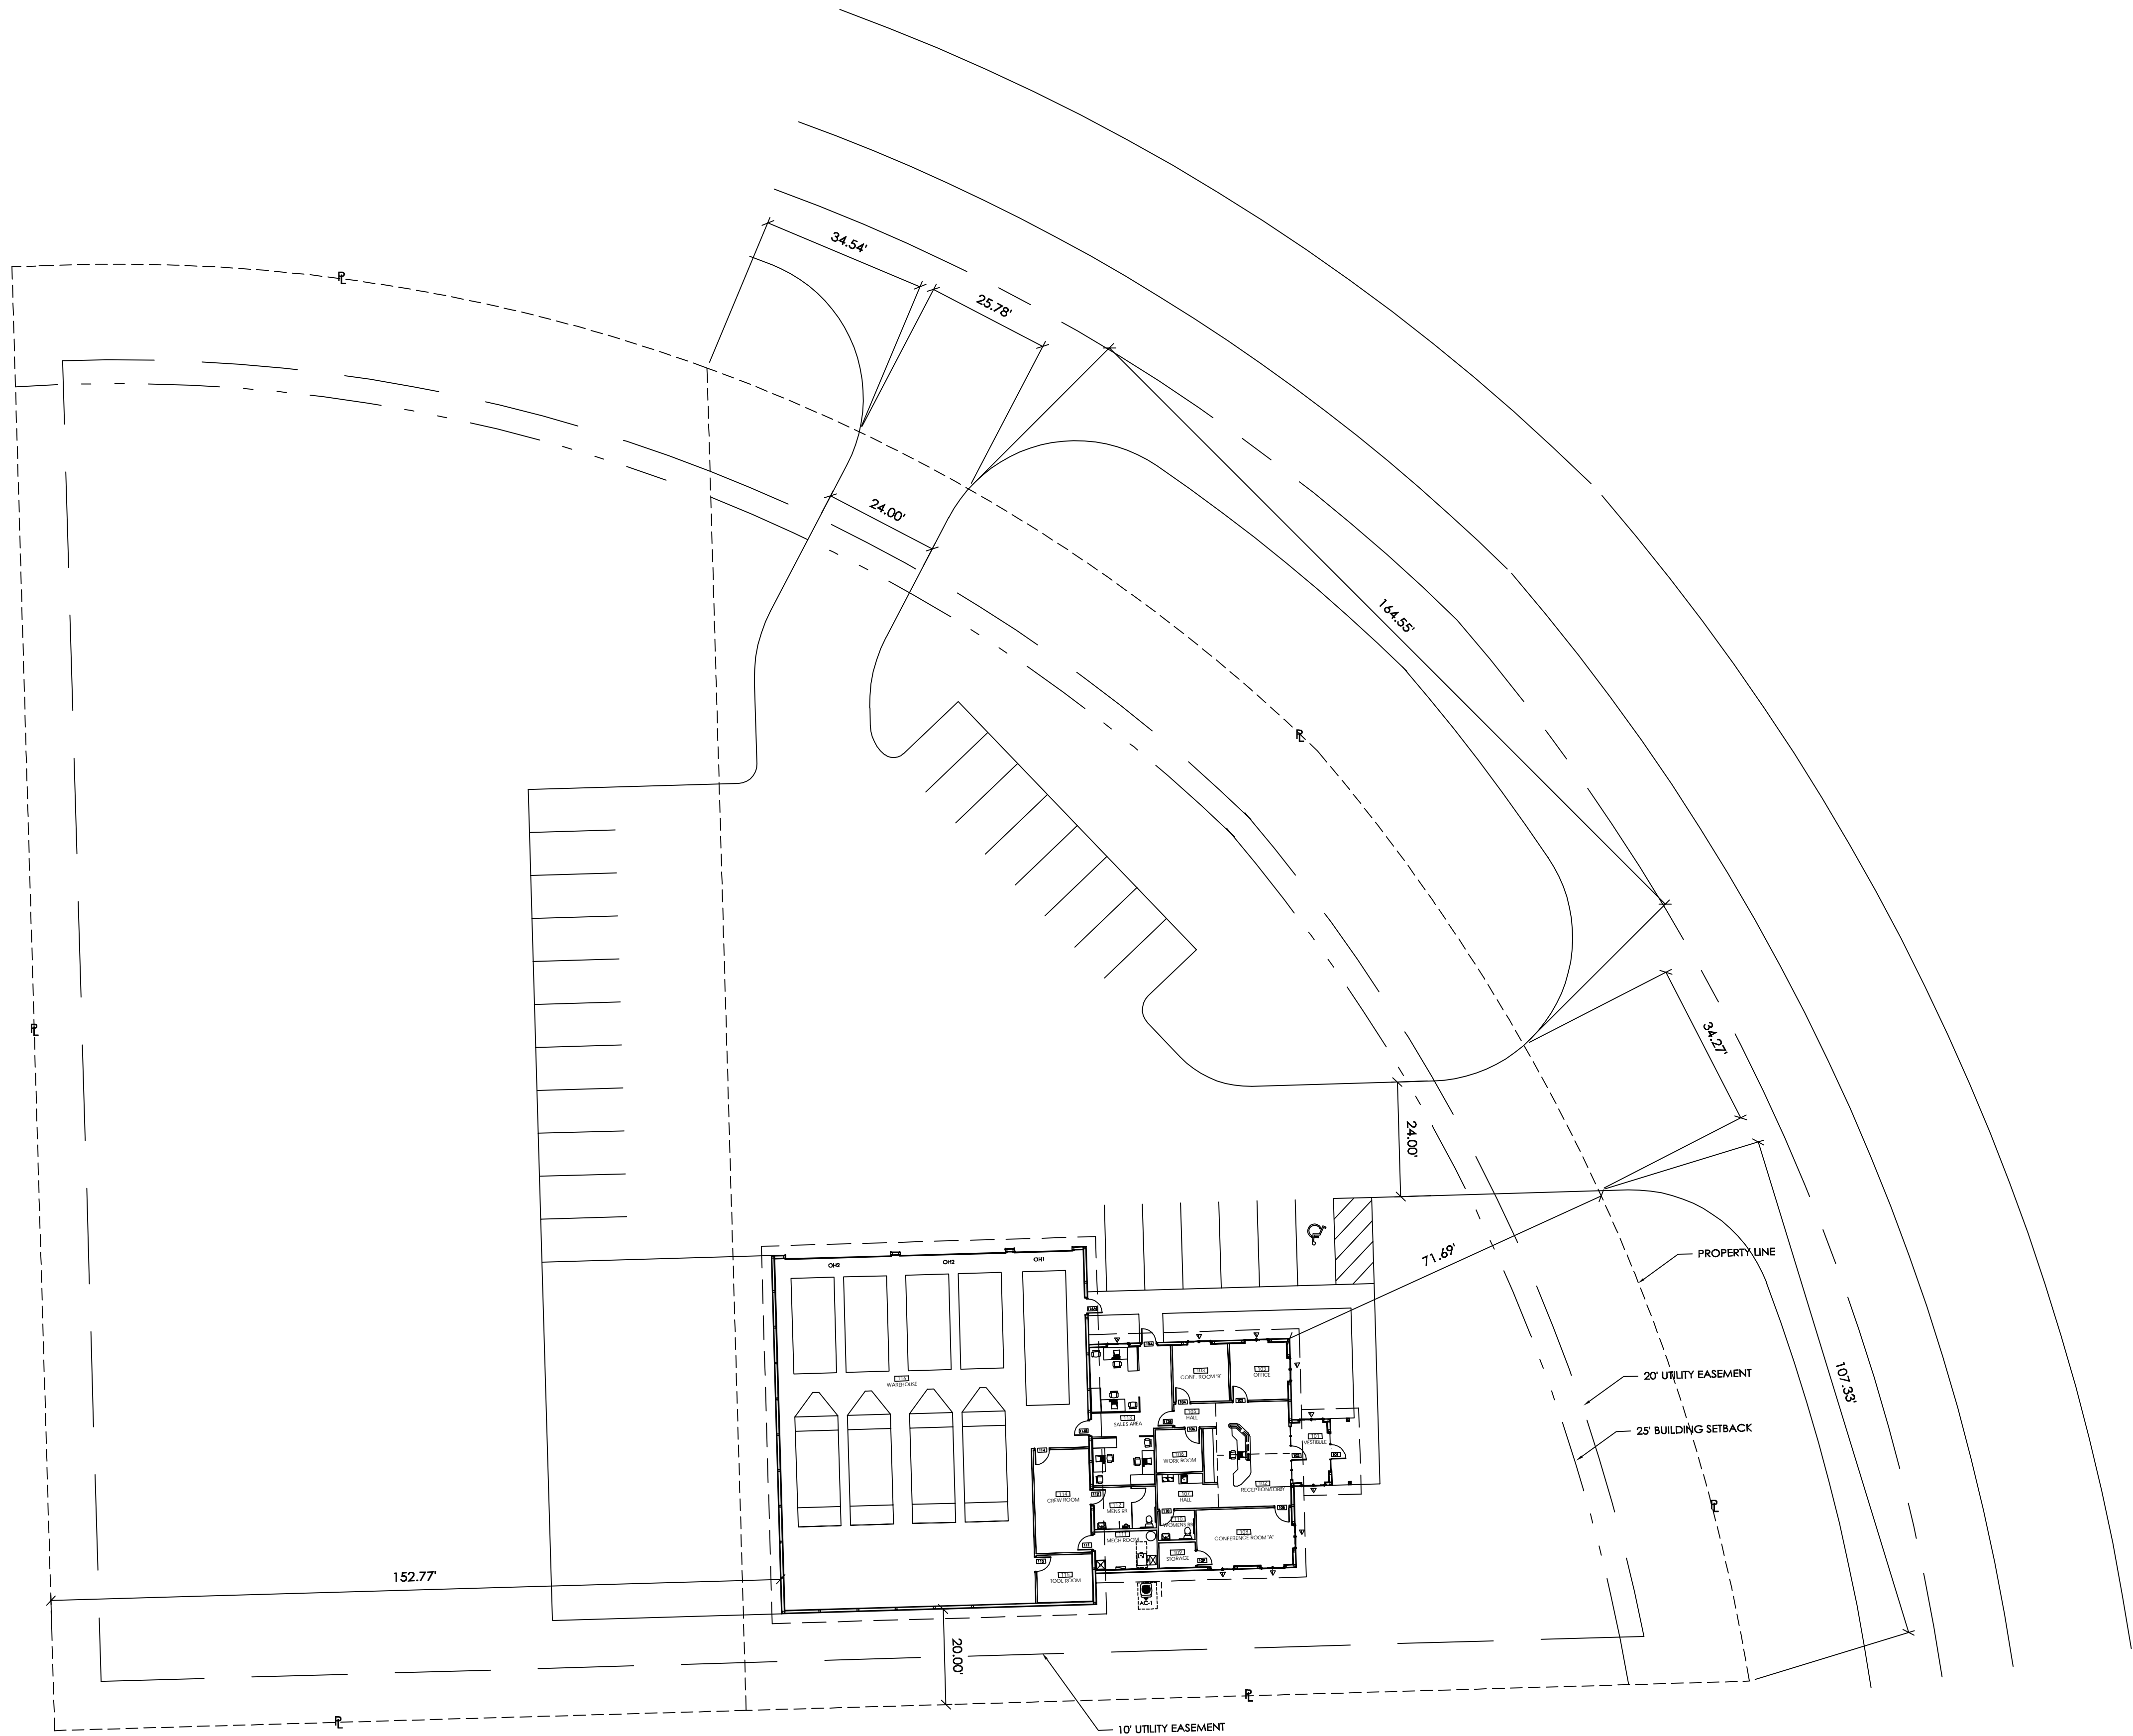 34.54'
25.78'
PL
24.00'
164.55'
PL
PL
34.27'
24.00'
71.69'
PROPERTY LINE
107.33'
20' UTILITY EASEMENT
25' BUILDING SETBACK
PL
OH2
OH2
OH1
WAREHOUSE
CONF. ROOM 'B'
OFFICE
HALL
SALES AREA
VESTIBULE
WORK ROOM
RECEPTION/LOBBY
HALL
CREW ROOM
MENS RR
WOMENS RR
MECH ROOM
CONFERENCE ROOM 'A'
STORAGE
TOOL ROOM
AC-1
152.77'
20.00'
PL
PL
10' UTILITY EASEMENT